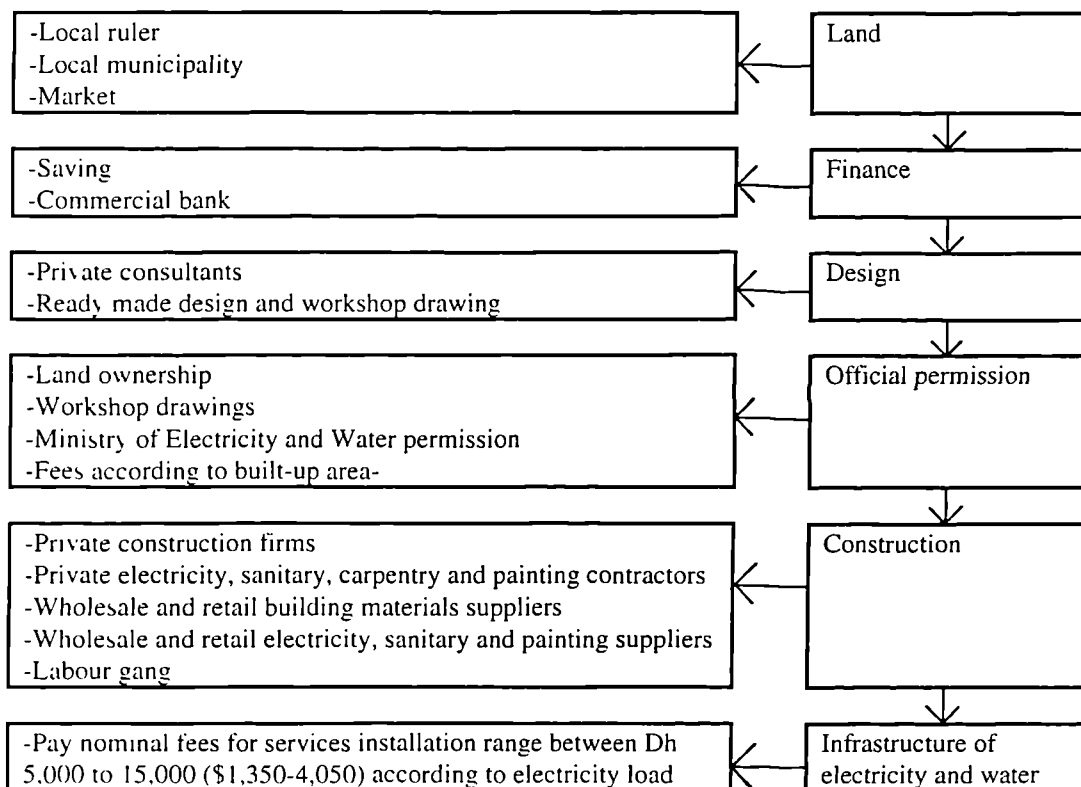 -Local ruler
-Local municipality
-Market
Land
-Saving
-Commercial bank
Finance
-Private consultants
-Ready made design and workshop drawing
Design
-Land ownership
-Workshop drawings
-Ministry of Electricity and Water permission
-Fees according to built-up area-
Official permission
-Private construction firms
-Private electricity, sanitary, carpentry and painting contractors
-Wholesale and retail building materials suppliers
-Wholesale and retail electricity, sanitary and painting suppliers
-Labour gang
Construction
-Pay nominal fees for services installation range between Dh
5,000 to 15,000 ($1,350-4,050) according to electricity load
Infrastructure of
electricity and water